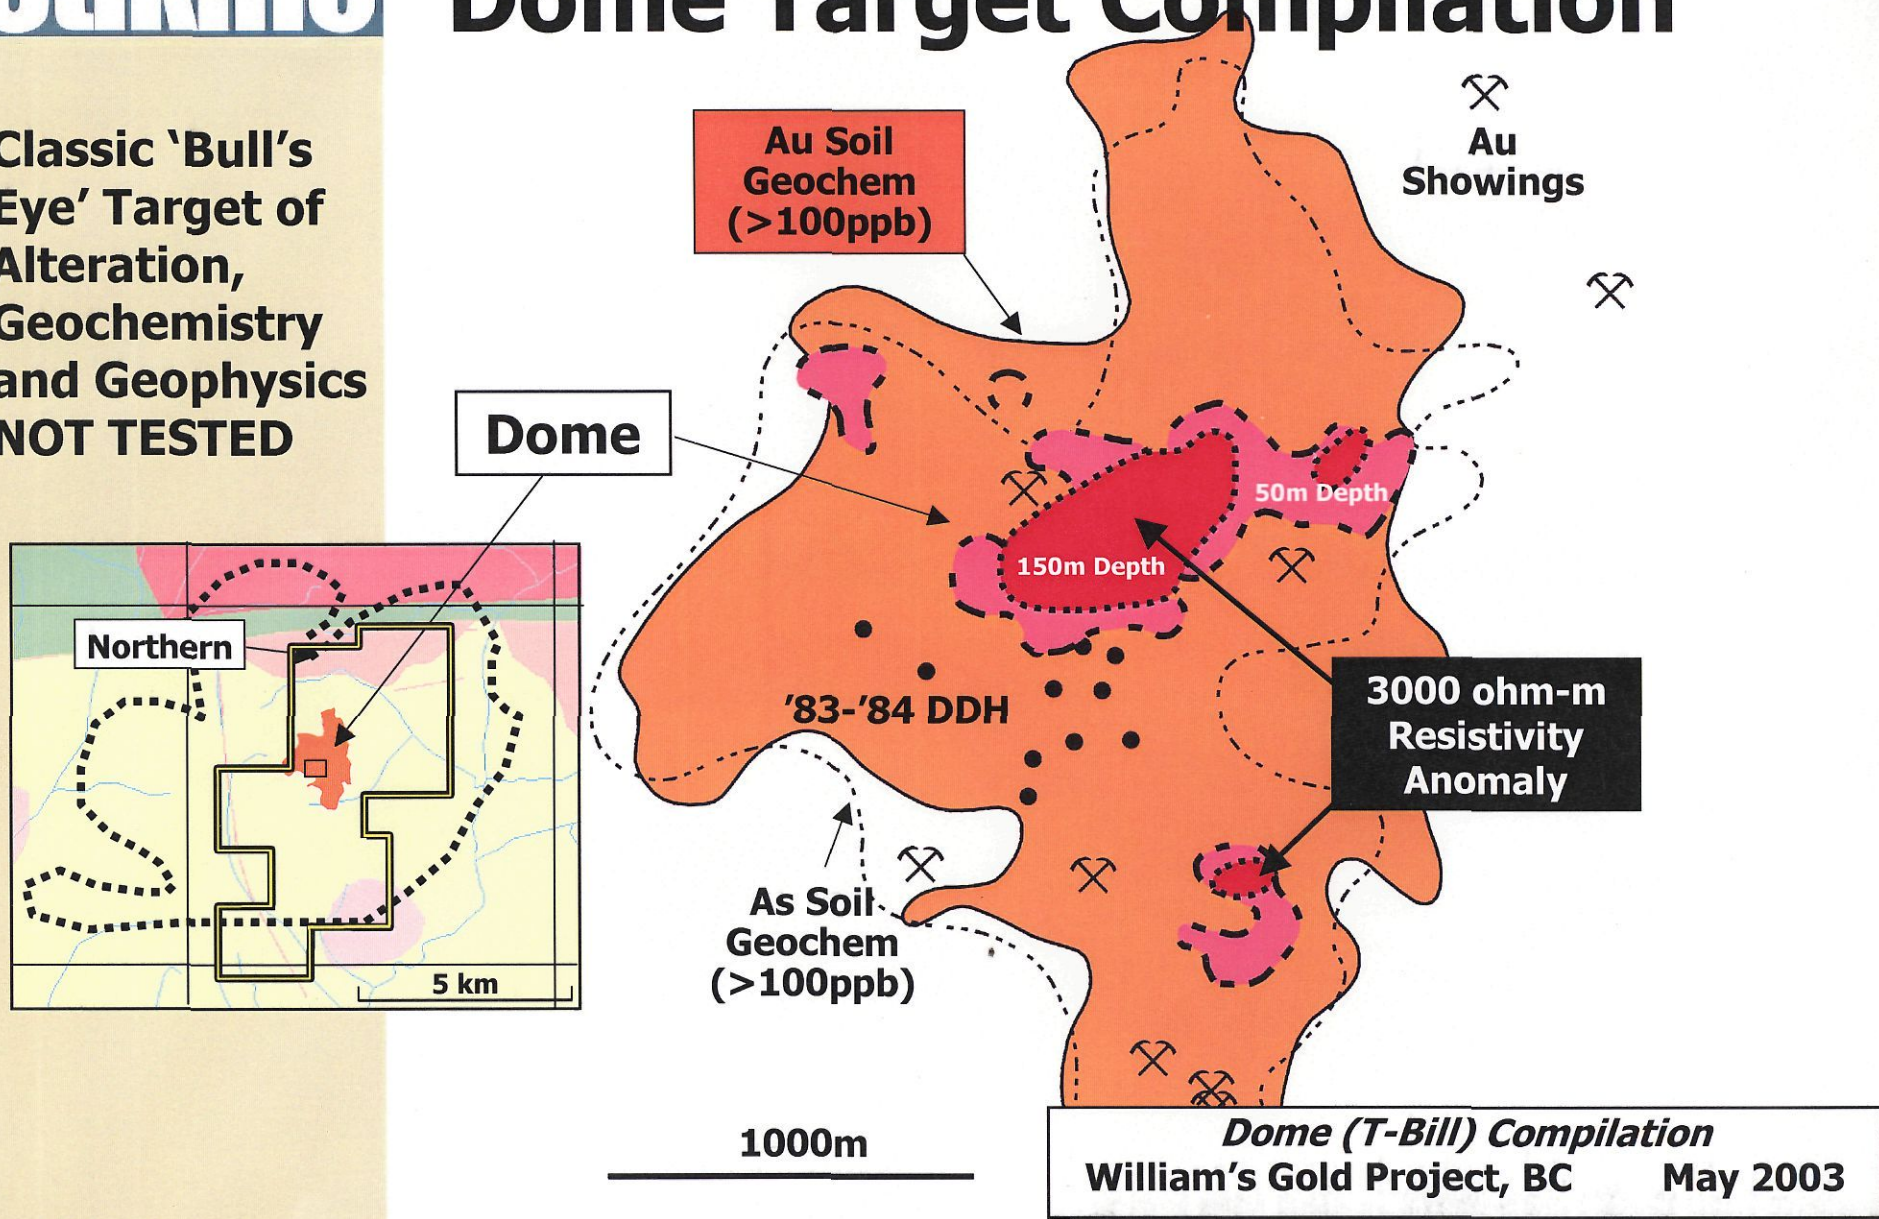 Dome Target Compilation
Classic ‘Bull’s
Eye’ Target of
Alteration,
Geochemistry
and Geophysics
NOT TESTED
Au Soil
Geochem
(>100ppb)
Au
Showings
Dome
50m Depth
150m Depth
Northern
’83-’84 DDH
3000 ohm-m
Resistivity
Anomaly
As Soil
Geochem
(>100ppb)
5 km
1000m
Dome (T-Bill) Compilation
William’s Gold Project, BC May 2003